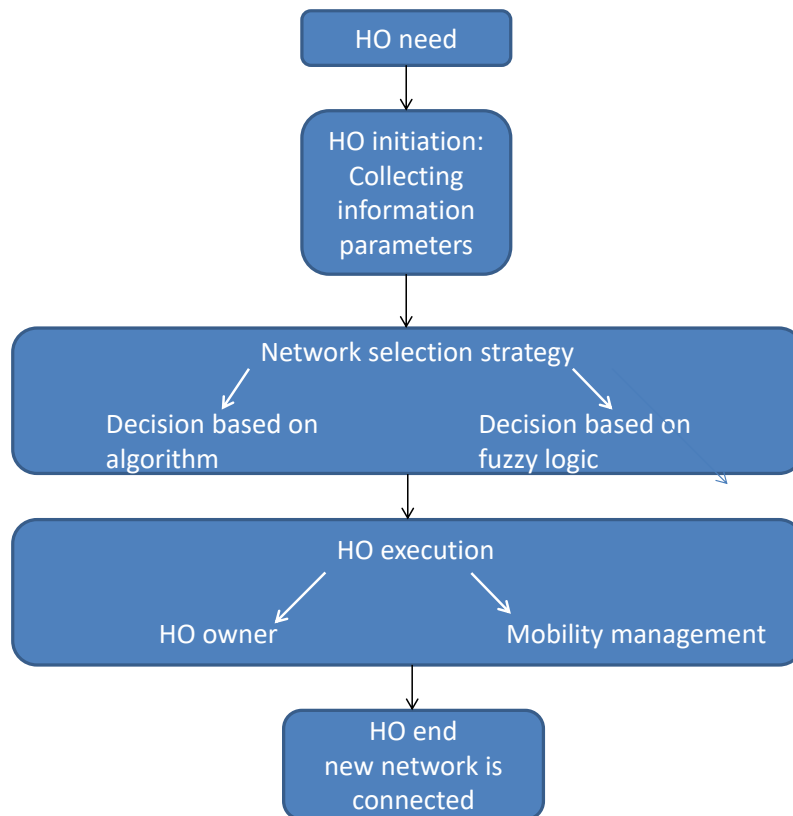 HO need
HO initiation:
Collecting
information
parameters
Network selection strategy
Decision based on
algorithm
Decision based on
fuzzy logic
HO execution
HO owner
Mobility management
HO end
new network is
connected